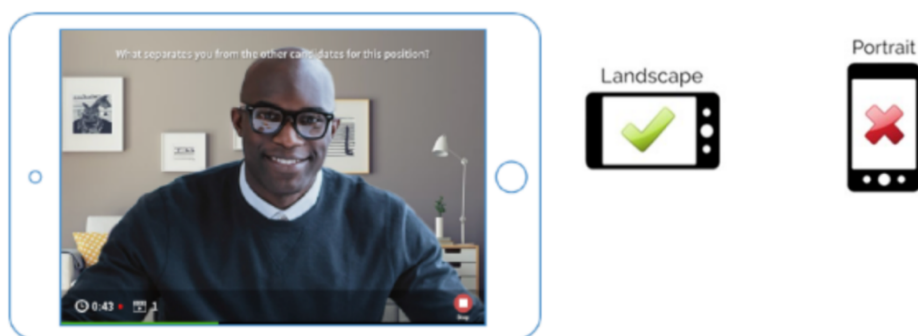 What separates you from the other candidates for this position?
Landscape
Portrait
0:43
1
Stop